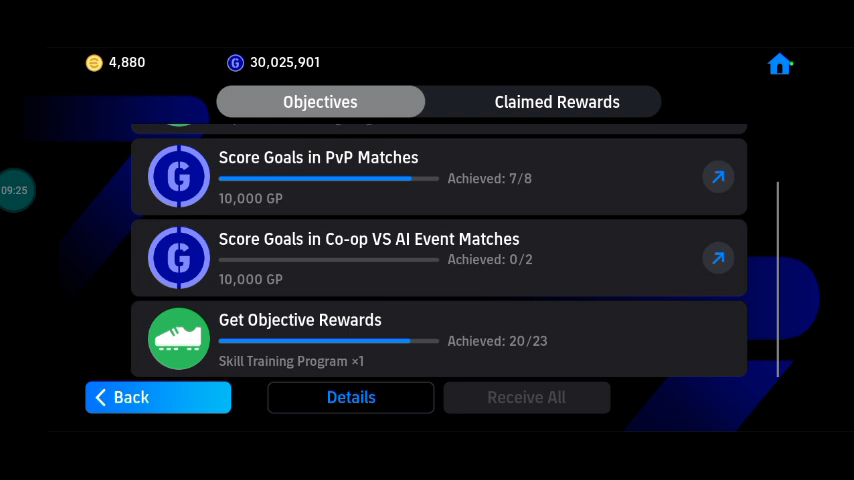 4,880
G 30,025,901
Objectives
Claimed Rewards
Score Goals in PvP Matches
G
Achieved: 7/8
10,000 GP
09:25
Score Goals in Co-op VS AI Event Matches
G
Achieved: 0/2
10,000 GP
Get Objective Rewards
Achieved: 20/23
Skill Training Program ×1
Back
Details
Receive All